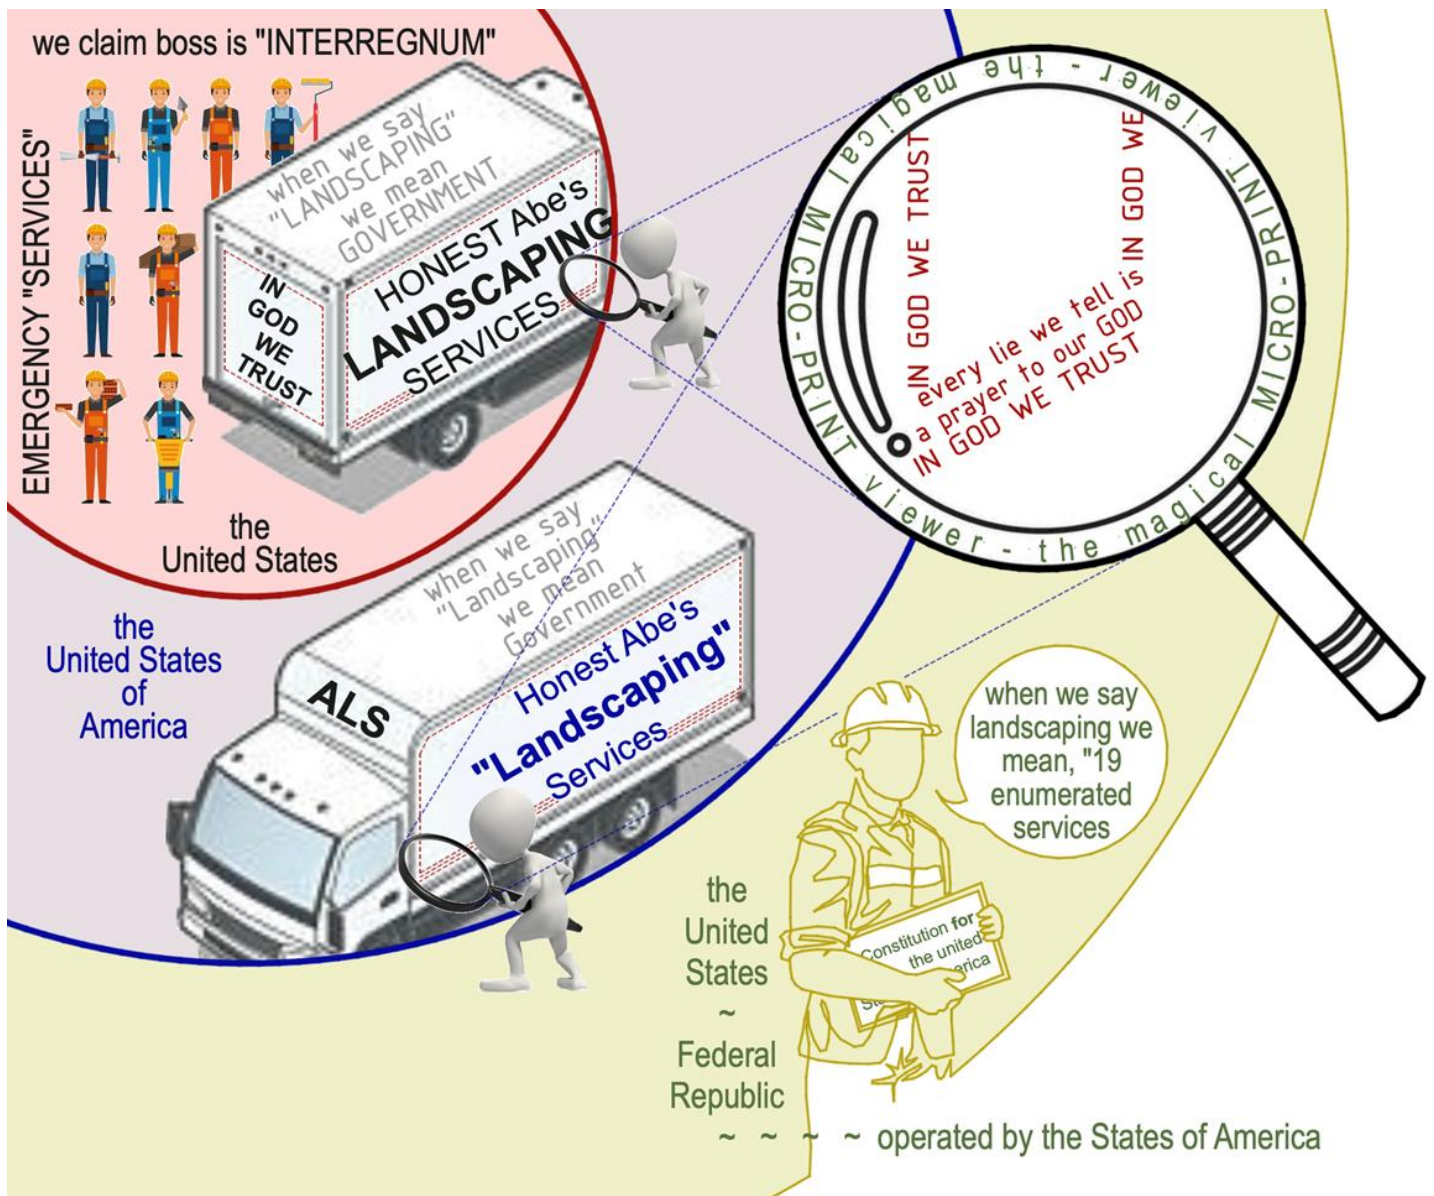 we claim boss is "INTERREGNUM"
EMERGENCY "SERVICES"
when we say
"LANDSCAPING"
we mean
GOVERNMENT
IN
GOD
WE
TRUST
HONEST Abe's
LANDSCAPING
SERVICES
the
United States
the
United States
of
America
when we say
"Landscaping"
we mean
Government
ALS
Honest Abe's
"Landscaping"
Services
the magical MICRO-PRINT viewer - the magical MICRO-PRINT viewer -
IN GOD WE TRUST
IN GOD WE
every lie we tell is
a prayer to our GOD
IN GOD WE TRUST
when we say
landscaping we
mean, "19
enumerated
services
Constitution for
the united
the
United
States
~
Federal
Republic
~ ~ ~ ~ operated by the States of America